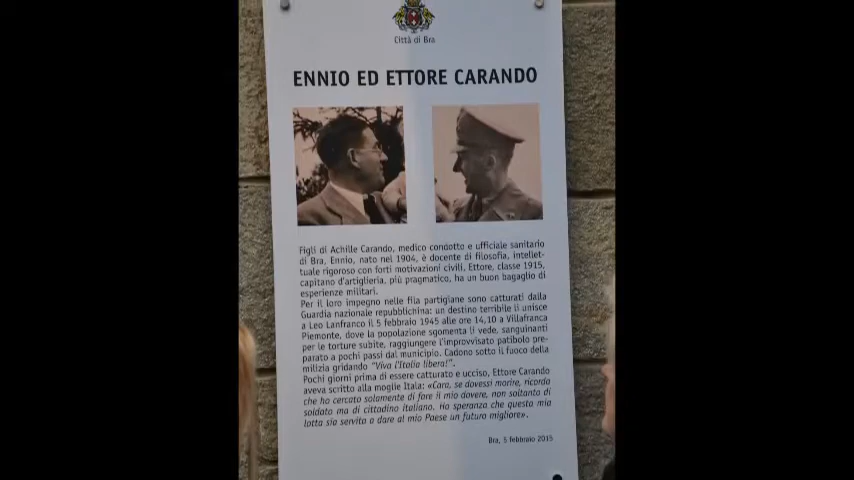 Città di Bra
ENNIO ED ETTORE CARANDO
Figli di Achille Carando, medico condotto e ufficiale sanitario
di Bra, Ennio, nato nel 1904, è docente di filosofia, intellet-
tuale rigoroso con forti motivazioni civili, Ettore, classe 1915,
capitano d'artiglieria, più pragmatico, ha un buon bagaglio di
esperienze militari.
Per il loro impegno nelle fila partigiane sono catturati dalla
Guardia nazionale repubblichina: un destino terribile li unisce
a Leo Lanfranco il 5 febbraio 1945 alle ore 14,10 a Villafranca
Piemonte, dove la popolazione sgomenta li vede, sanguinanti
per le torture subite, raggiungere l'improvvisato patibolo pre-
parato a pochi passi dal municipio. Cadono sotto il fuoco della
milizia gridando "Viva l'Italia libera!".
Pochi giorni prima di essere catturato e ucciso, Ettore Carando
aveva scritto alla moglie Itala: «Cara, se dovessi morire, ricorda
che ho cercato solamente di fare il mio dovere, non soltanto di
soldato ma di cittadino italiano. Ho speranza che questa mia
lotta sia servita a dare al mio Paese un futuro migliore».
Bra, 5 febbraio 2015